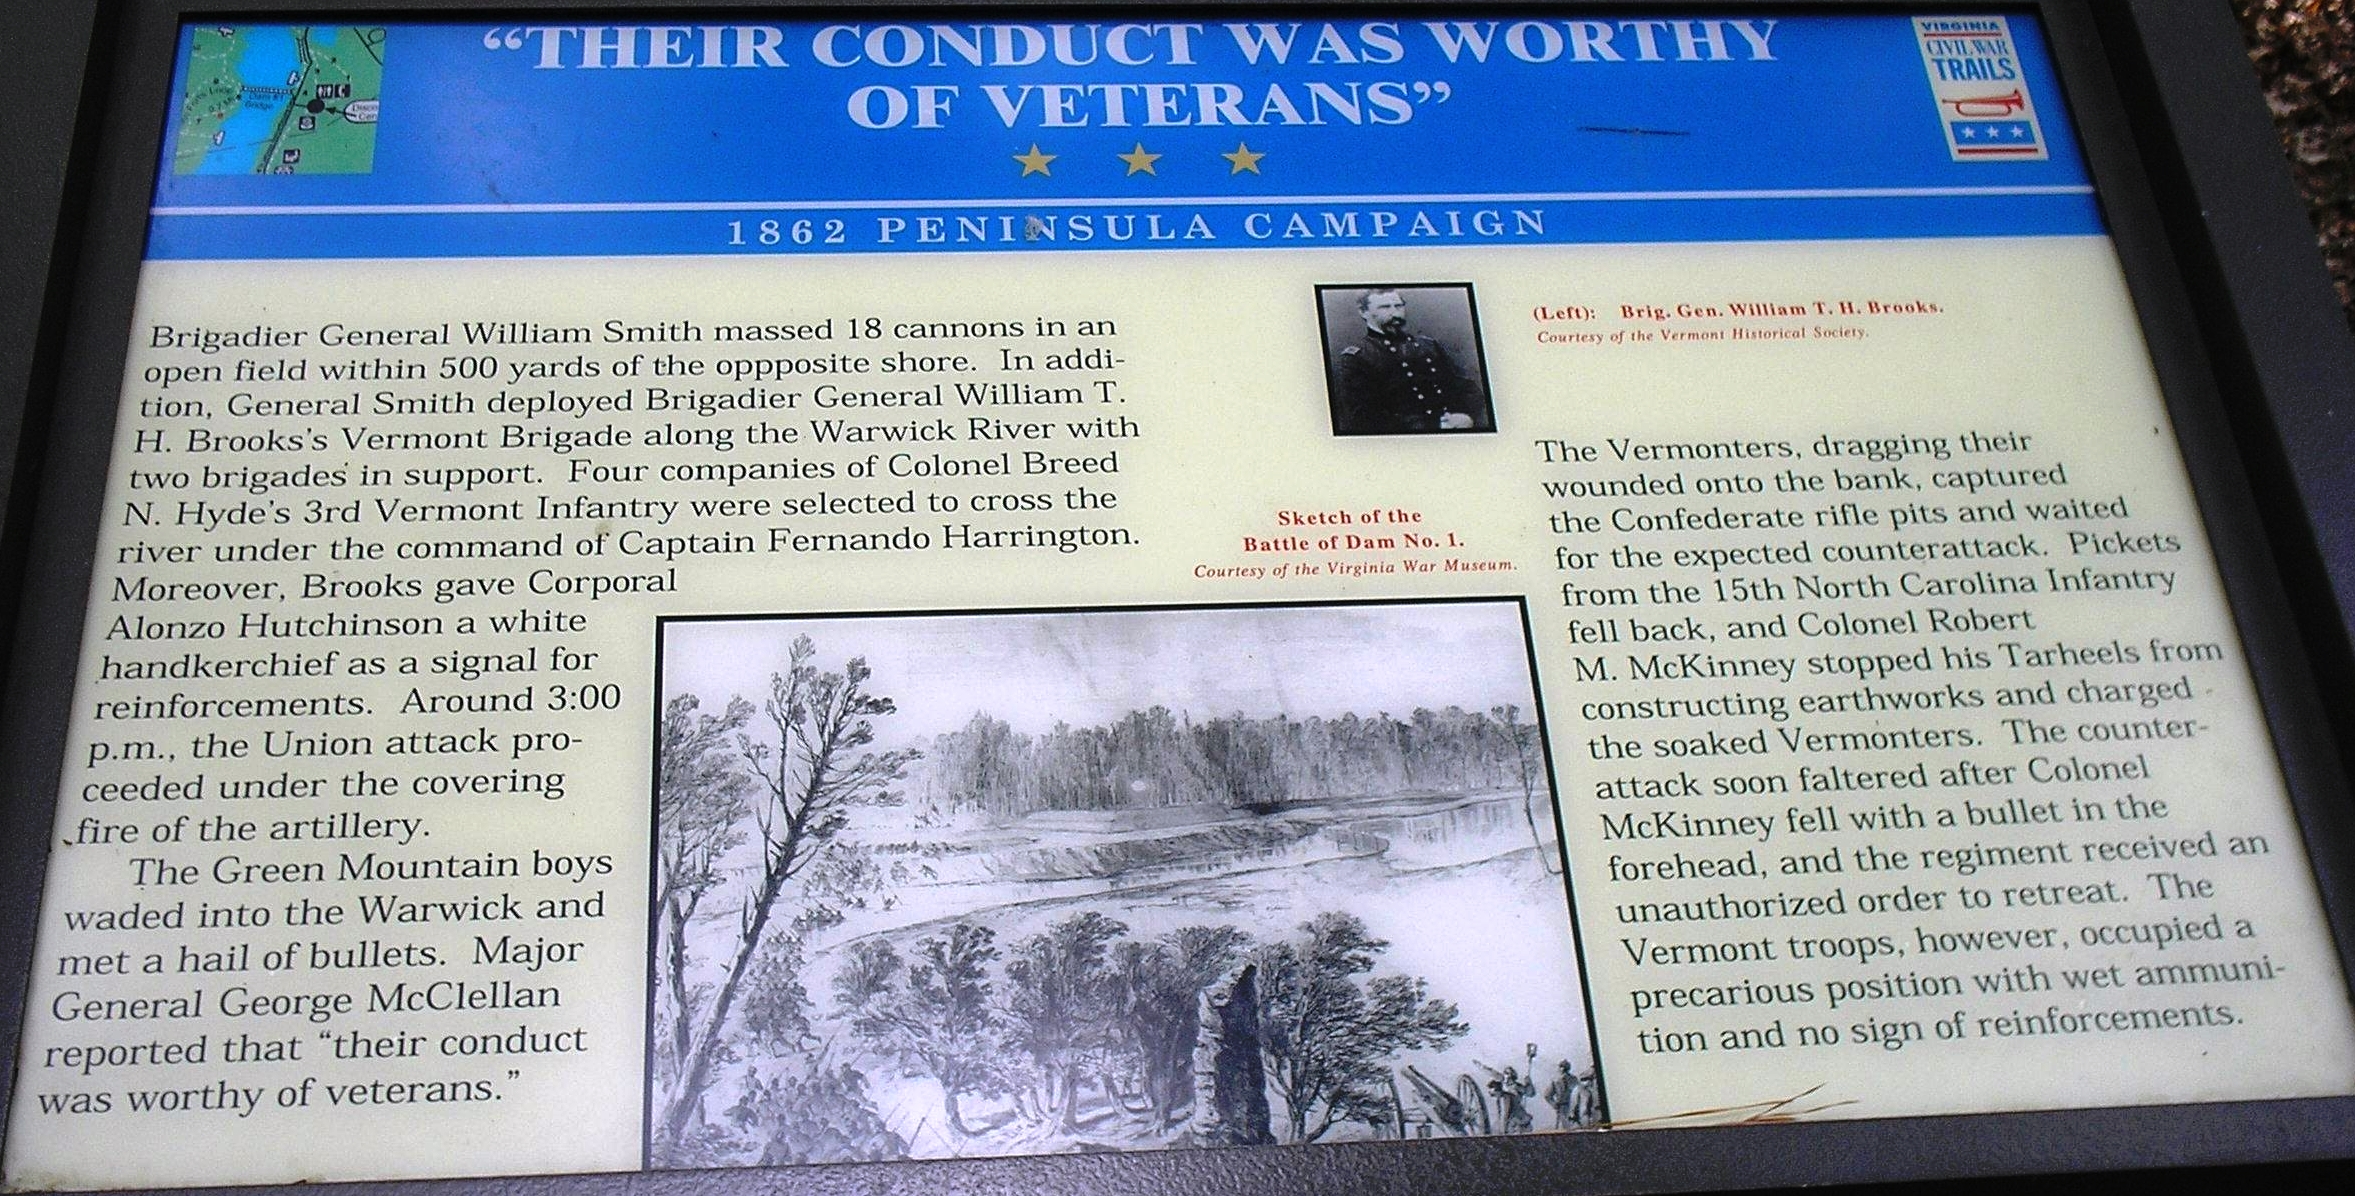 “THEIR CONDUCT WAS WORTHY
OF VETERANS”
VIRGINIA
CIVIL WAR
TRAILS
1862 PENINSULA CAMPAIGN
Brigadier General William Smith massed 18 cannons in an
open field within 500 yards of the oppposite shore. In addi-
tion, General Smith deployed Brigadier General William T.
H. Brooks's Vermont Brigade along the Warwick River with
two brigades in support. Four companies of Colonel Breed
N. Hyde's 3rd Vermont Infantry were selected to cross the
river under the command of Captain Fernando Harrington.
Moreover, Brooks gave Corporal
Alonzo Hutchinson a white
handkerchief as a signal for
reinforcements. Around 3:00
p.m., the Union attack pro-
ceeded under the covering
fire of the artillery.
The Green Mountain boys
waded into the Warwick and
met a hail of bullets. Major
General George McClellan
reported that “their conduct
was worthy of veterans.”
(Left): Brig. Gen. William T. H. Brooks.
Courtesy of the Vermont Historical Society.
Sketch of the
Battle of Dam No. 1.
Courtesy of the Virginia War Museum.
The Vermonters, dragging their
wounded onto the bank, captured
the Confederate rifle pits and waited
for the expected counterattack. Pickets
from the 15th North Carolina Infantry
fell back, and Colonel Robert
M. McKinney stopped his Tarheels from
constructing earthworks and charged
the soaked Vermonters. The counter-
attack soon faltered after Colonel
McKinney fell with a bullet in the
forehead, and the regiment received an
unauthorized order to retreat. The
Vermont troops, however, occupied a
precarious position with wet ammuni-
tion and no sign of reinforcements.